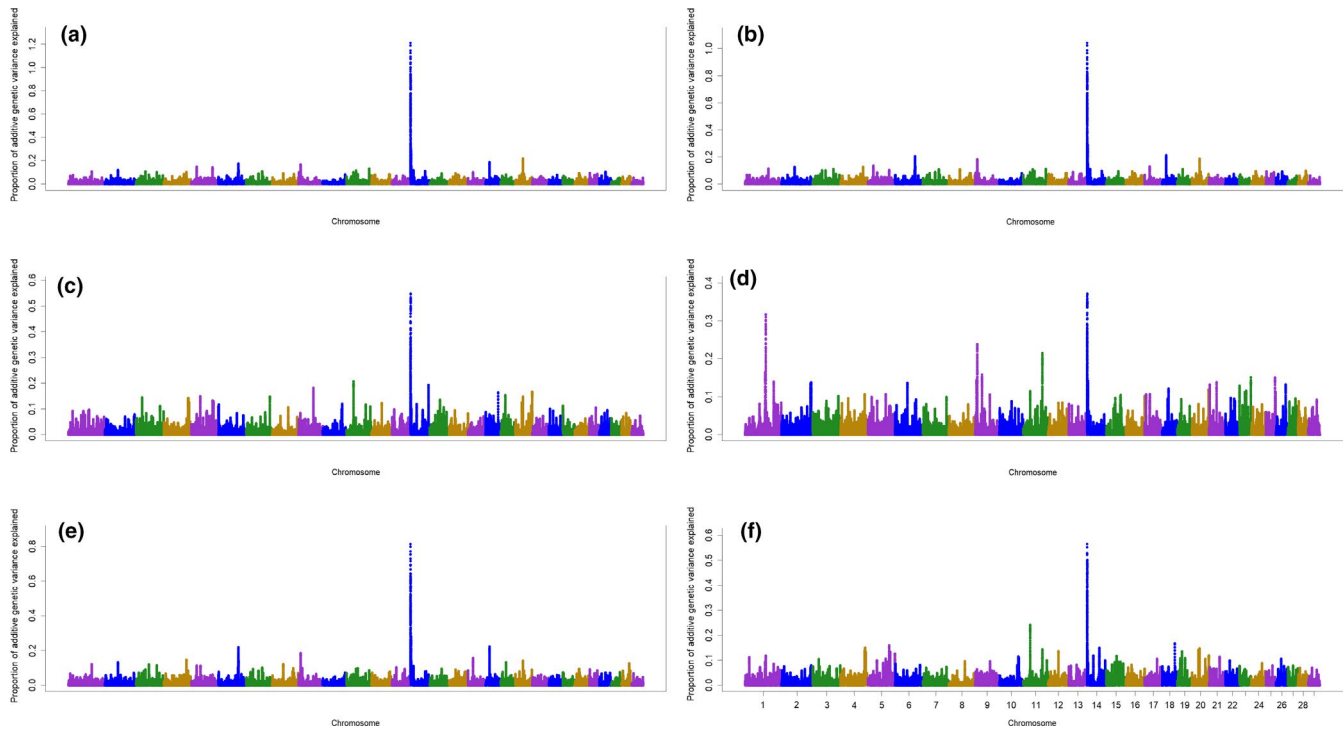 (a)
Proportion of additive genetic variance explained
1.2
1.0
0.8
0.6
0.4
0.2
0.0
Chromosome
(b)
Proportion of additive genetic variance explained
1.0
0.8
0.6
0.4
0.2
0.0
Chromosome
(c)
Proportion of additive genetic variance explained
0.6
0.5
0.4
0.3
0.2
0.1
0.0
Chromosome
(d)
Proportion of additive genetic variance explained
0.4
0.3
0.2
0.1
0.0
Chromosome
(e)
Proportion of additive genetic variance explained
0.8
0.6
0.4
0.2
0.0
Chromosome
(f)
Proportion of additive genetic variance explained
0.6
0.5
0.4
0.3
0.2
0.1
0.0
1 2 3 4 5 6 7 8 9 10 11 12 13 14 15 16 17 18 19 20 21 22 24 26 28
Chromosome